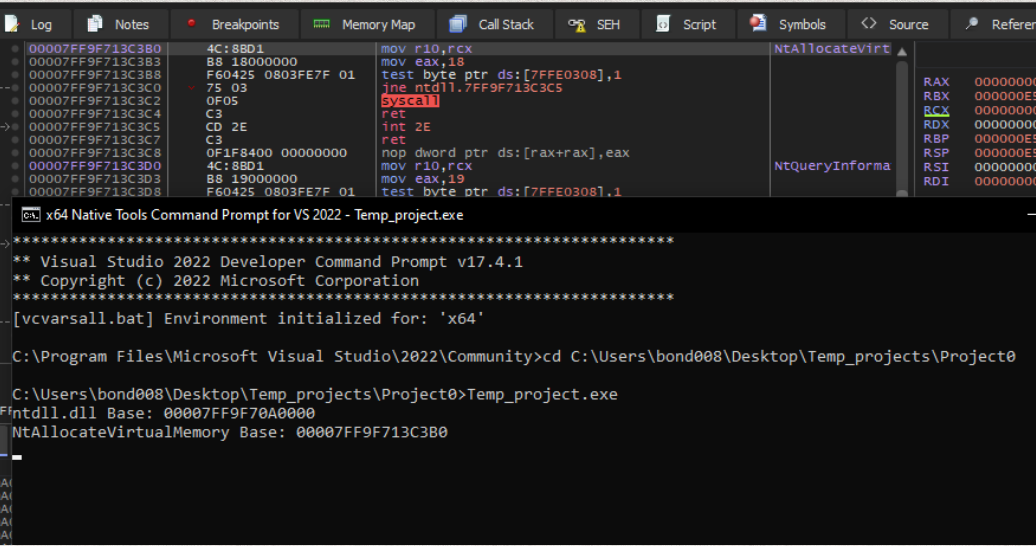 Log Notes Breakpoints Memory Map Call Stack SEH Script Symbols Source Referen
00007FF9F713C3B0 4C:8BD1 mov r10,rcx NtAllocateVirt
00007FF9F713C3B3 B8 18000000 mov eax,18
00007FF9F713C3B8 F60425 0803FE7F 01 test byte ptr ds:[7FFE0308],1
00007FF9F713C3C0 75 03 jne ntdll.7FF9F713C3C5
00007FF9F713C3C2 0F05 syscall
00007FF9F713C3C4 C3 ret
00007FF9F713C3C5 CD 2E int 2E
00007FF9F713C3C7 C3 ret
00007FF9F713C3C8 0F1F8400 00000000 nop dword ptr ds:[rax+rax],eax
00007FF9F713C3D0 4C:8BD1 mov r10,rcx NtQueryInforma
00007FF9F713C3D3 B8 19000000 mov eax,19
00007FF9F713C3D8 F60425 0803FE7F 01 test byte ptr ds:[7FFE0308],1
RAX 00000000
RBX 000000E5
RCX 00000000
RDX 00000000
RBP 000000E5
RSP 000000E5
RSI 00000000
RDI 00000000
x64 Native Tools Command Prompt for VS 2022 - Temp_project.exe
**********************************************************************
** Visual Studio 2022 Developer Command Prompt v17.4.1
** Copyright (c) 2022 Microsoft Corporation
**********************************************************************
[vcvarsall.bat] Environment initialized for: 'x64'
C:\Program Files\Microsoft Visual Studio\2022\Community>cd C:\Users\bond008\Desktop\Temp_projects\Project0
C:\Users\bond008\Desktop\Temp_projects\Project0>Temp_project.exe
ntdll.dll Base: 00007FF9F70A0000
NtAllocateVirtualMemory Base: 00007FF9F713C3B0